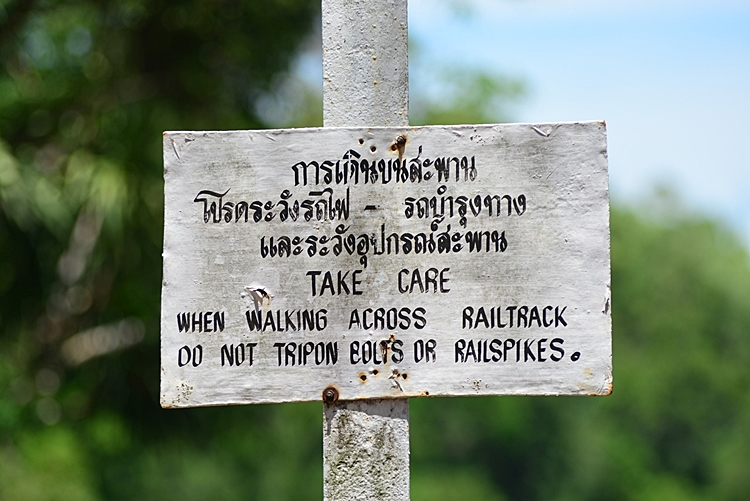 การเดินบนสะพาน
โปรดระวังรถไฟ - รถบำรุงทาง
และระวังอุปกรณ์สะพาน
TAKE CARE
WHEN WALKING ACROSS RAILTRACK
DO NOT TRIPON BOLTS OR RAILSPIKES.